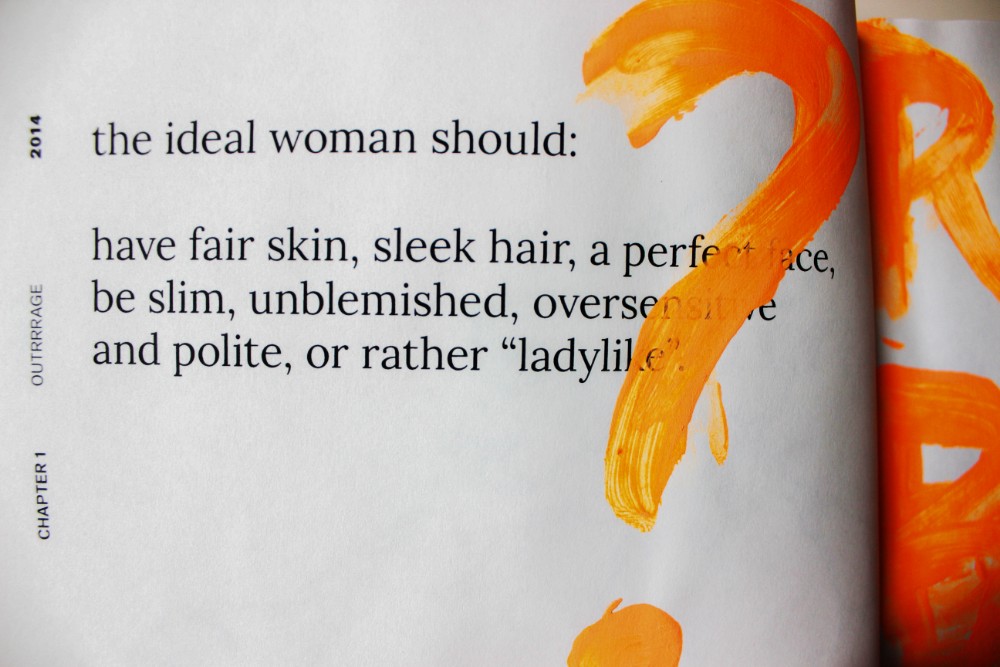 2014
OUTRRRAGE
CHAPTER 1
the ideal woman should:
have fair skin, sleek hair, a perfect face,
be slim, unblemished, oversensitive
and polite, or rather “ladylike”.
?
R